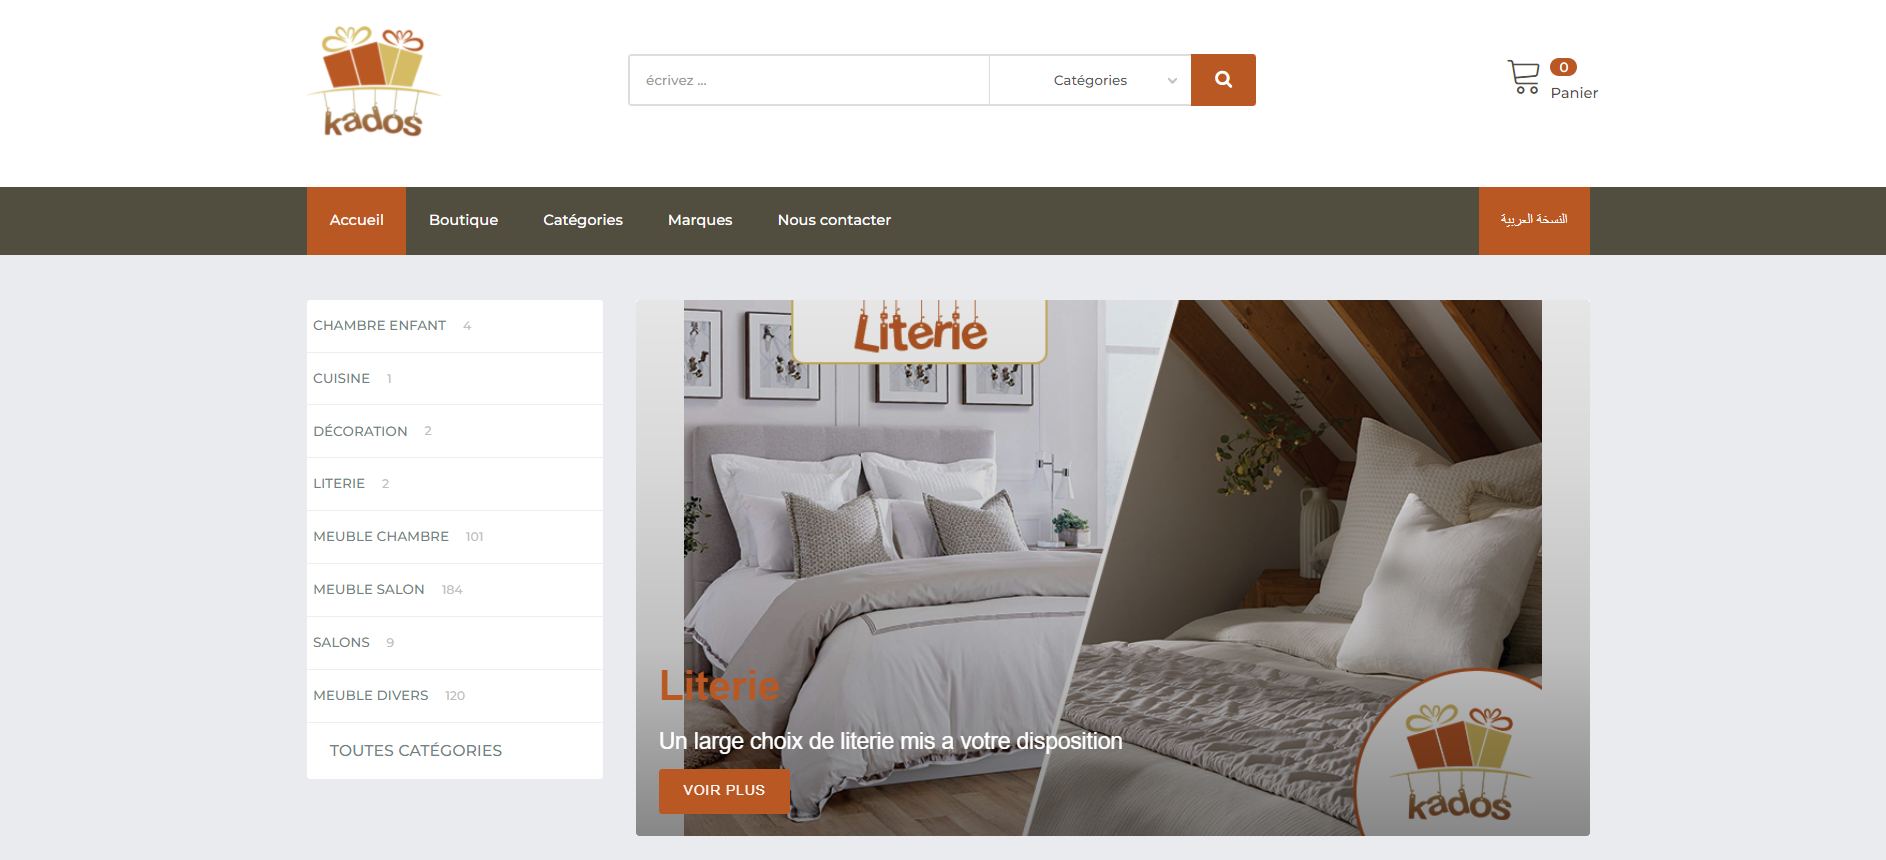 kados
écrivez ...
Catégories
0
Panier
Accueil
Boutique
Catégories
Marques
Nous contacter
النسخة العربية
CHAMBRE ENFANT 4
CUISINE 1
DÉCORATION 2
LITERIE 2
MEUBLE CHAMBRE 101
MEUBLE SALON 184
SALONS 9
MEUBLE DIVERS 120
TOUTES CATÉGORIES
Literie
Literie
Un large choix de literie mis a votre disposition
VOIR PLUS
kados